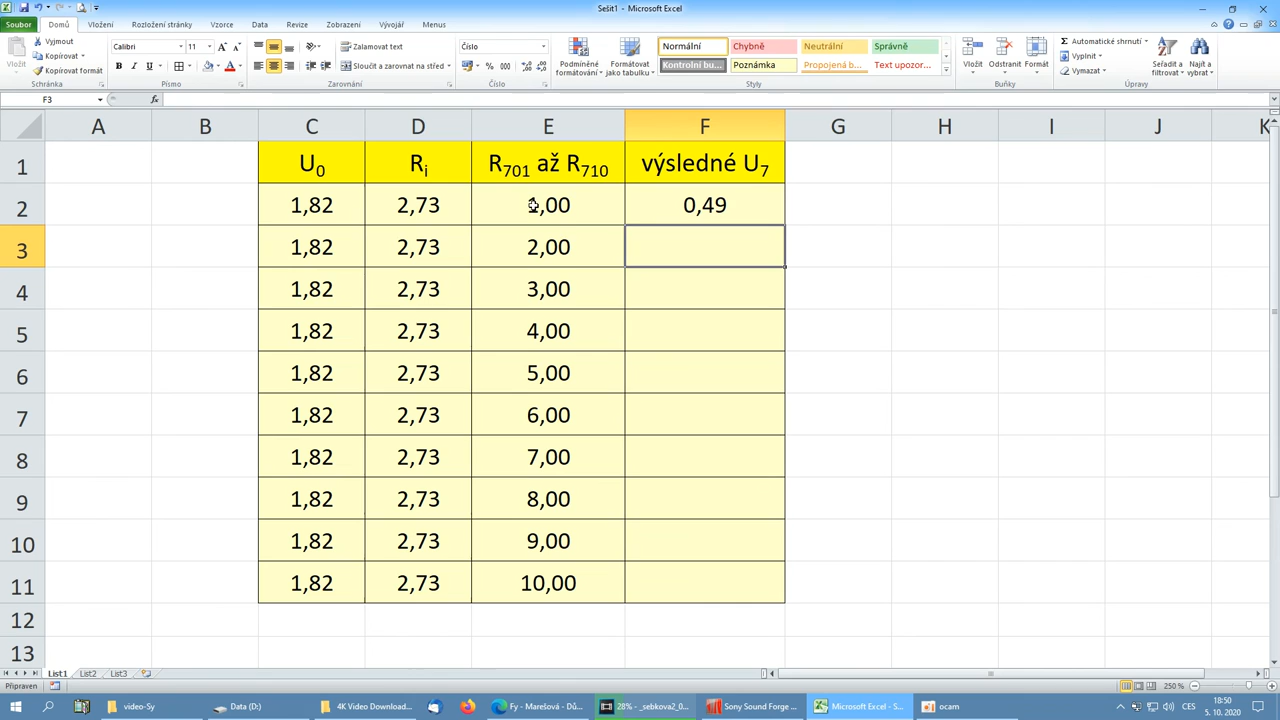 Sešit1 - Microsoft Excel
Soubor Domů Vložení Rozložení stránky Vzorce Data Revize Zobrazení Vývojář Menus
Vložit
Vyjmout
Kopírovat
Kopírovat formát
Schránka
Calibri 11
B I U
Písmo
Zalamovat text
Sloučit a zarovnat na střed
Zarovnání
Číslo
% 000
Číslo
Podmíněné formátování
Formátovat jako tabulku
Normální Chybně Neutrální Správně
Kontrolní bu... Poznámka Propojená b... Text upozor...
Styly
Vložit Odstranit Formát
Buňky
Automatické shrnutí
Vyplnit
Vymazat
Seřadit a filtrovat
Najít a vybrat
Úpravy
F3 fx
A B C D E F G H I J K
1 U0 Ri R701 až R710 výsledné U7
2 1,82 2,73 1,00 0,49
3 1,82 2,73 2,00
4 1,82 2,73 3,00
5 1,82 2,73 4,00
6 1,82 2,73 5,00
7 1,82 2,73 6,00
8 1,82 2,73 7,00
9 1,82 2,73 8,00
10 1,82 2,73 9,00
11 1,82 2,73 10,00
12
13
List1 List2 List3
Připraven 250 %
video-Sy Data (D:) 4K Video Download... Fy - Marešová - Dů... 28% - _sebkova2_0... Sony Sound Forge ... Microsoft Excel - S... ocam CES 18:50
5. 10. 2020